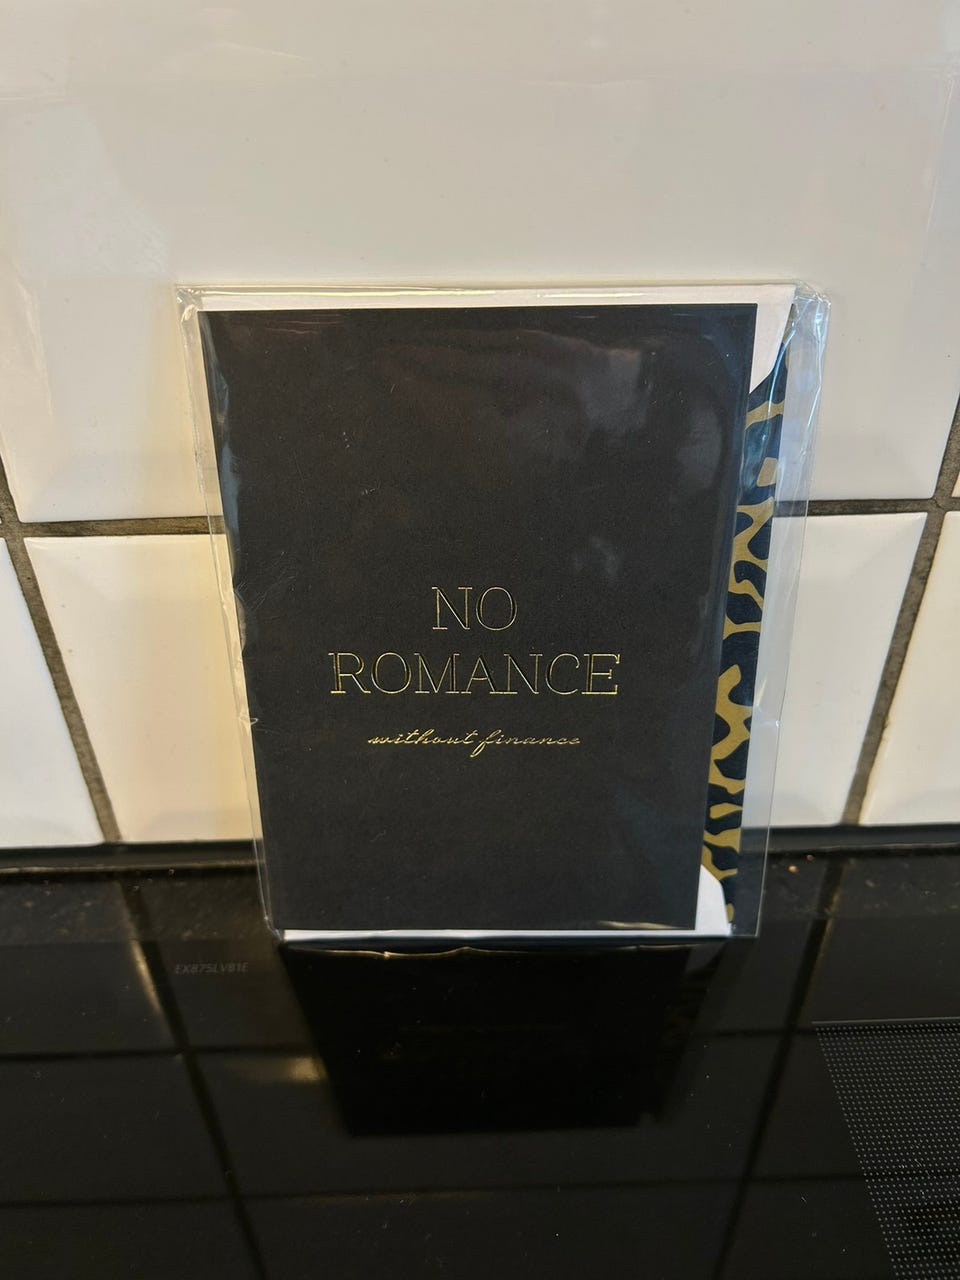 NO
ROMANCE
without finance
EX875LVB1E